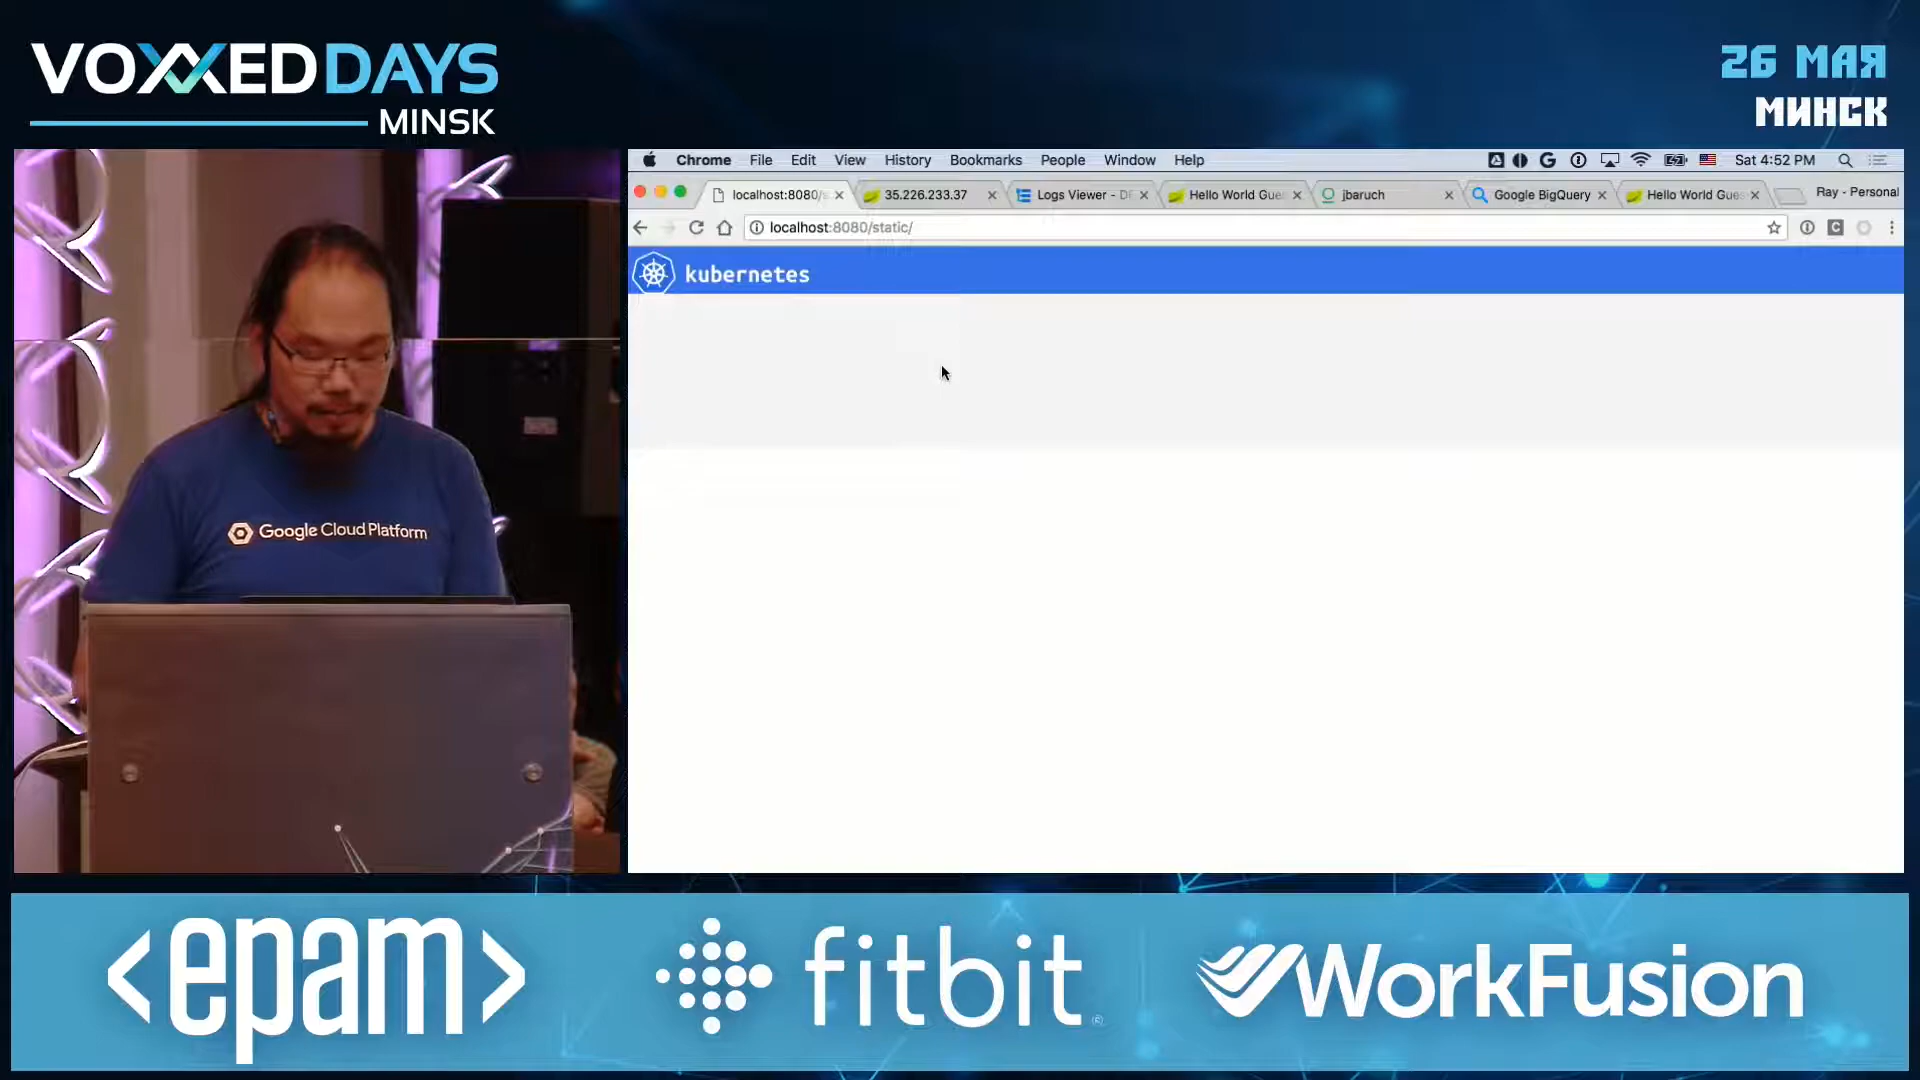 VOXXEDDAYS
MINSK
26 МАЯ
МИНСК
Chrome File Edit View History Bookmarks People Window Help
Sat 4:52 PM
localhost:8080/s
35.226.233.37
Logs Viewer - D
Hello World Gue
jbaruch
Google BigQuery
Hello World Gues
Ray - Personal
localhost:8080/static/
kubernetes
Google Cloud Platform
<epam>
fitbit
WorkFusion